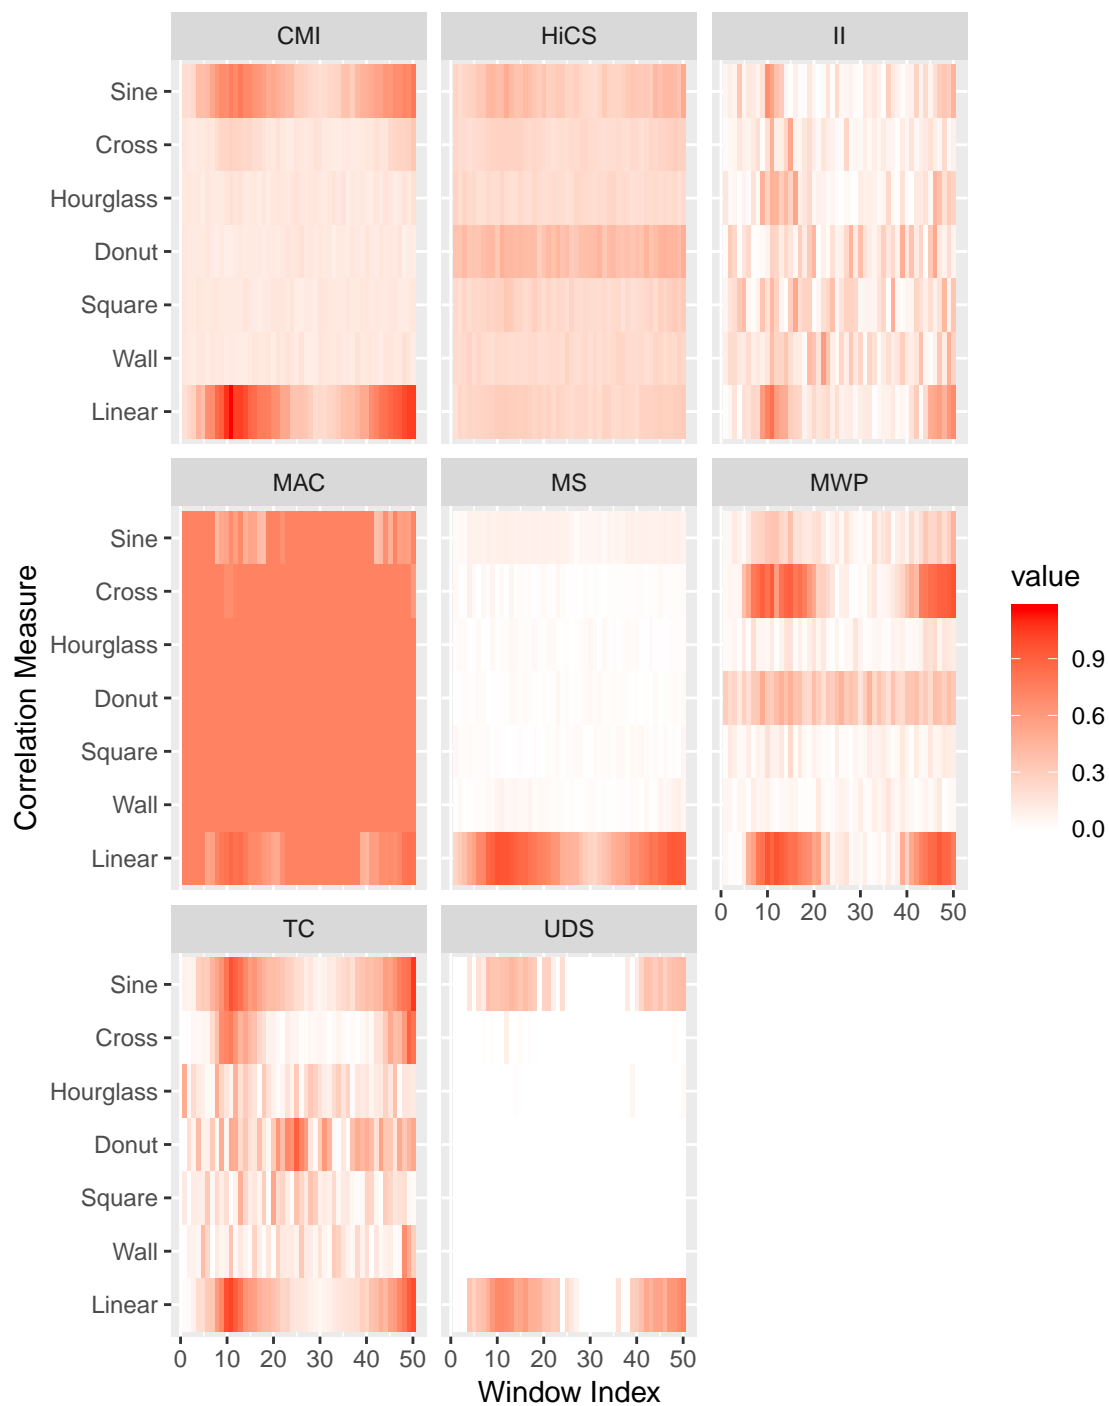 CMI
HiCS
II
Sine
Cross
Hourglass
Donut
Square
Wall
Linear
MAC
MS
MWP
Sine
Cross
Hourglass
Donut
Square
Wall
Linear
0 10 20 30 40 50
TC
UDS
Sine
Cross
Hourglass
Donut
Square
Wall
Linear
0 10 20 30 40 50
0 10 20 30 40 50
Window Index
Correlation Measure
value
0.9
0.6
0.3
0.0